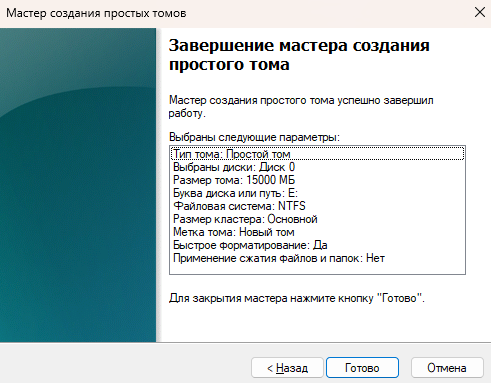 Мастер создания простых томов
Завершение мастера создания
простого тома
Мастер создания простого тома успешно завершил
работу.
Выбраны следующие параметры:
Тип тома: Простой том
Выбраны диски: Диск 0
Размер тома: 15000 МБ
Буква диска или путь: E:
Файловая система: NTFS
Размер кластера: Основной
Метка тома: Новый том
Быстрое форматирование: Да
Применение сжатия файлов и папок: Нет
Для закрытия мастера нажмите кнопку "Готово".
< Назад
Готово
Отмена